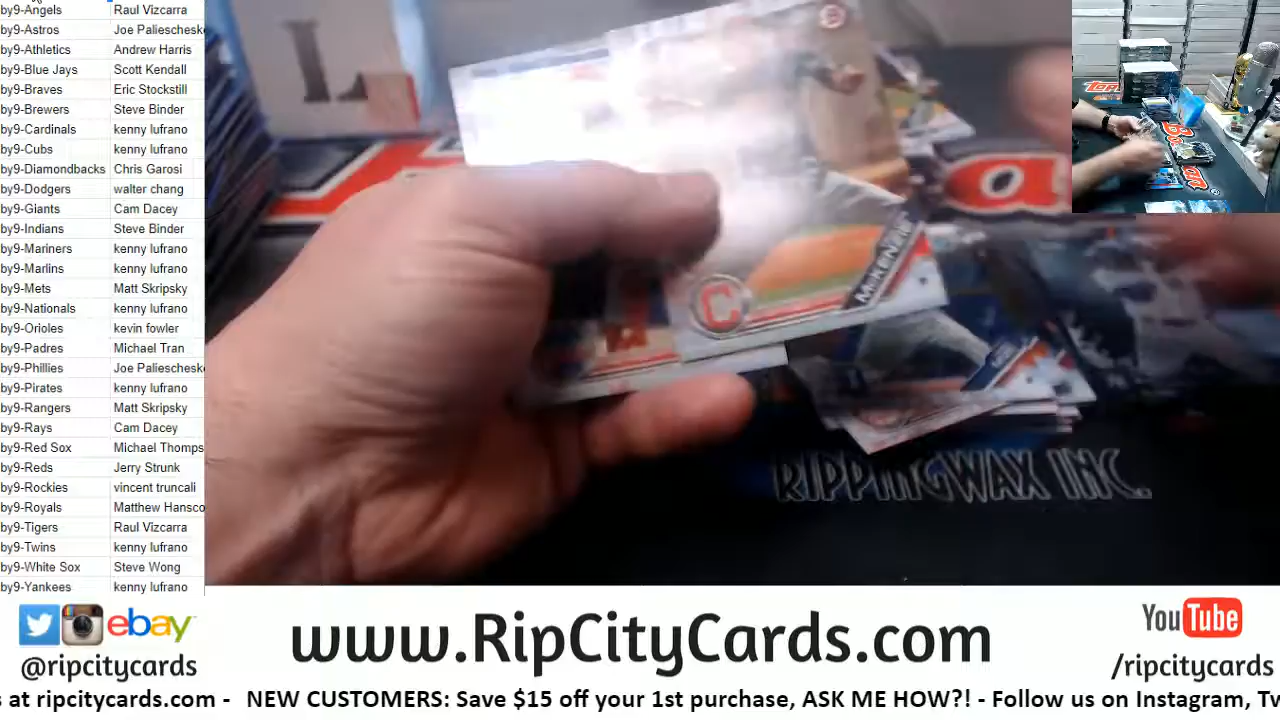 by9-Angels Raul Vizcarra
by9-Astros Joe Paliescheske
by9-Athletics Andrew Harris
by9-Blue Jays Scott Kendall
by9-Braves Eric Stockstill
by9-Brewers Steve Binder
by9-Cardinals kenny lufrano
by9-Cubs kenny lufrano
by9-Diamondbacks Chris Garosi
by9-Dodgers walter chang
by9-Giants Cam Dacey
by9-Indians Steve Binder
by9-Mariners kenny lufrano
by9-Marlins kenny lufrano
by9-Mets Matt Skripsky
by9-Nationals kenny lufrano
by9-Orioles kevin fowler
by9-Padres Michael Tran
by9-Phillies Joe Paliescheske
by9-Pirates kenny lufrano
by9-Rangers Matt Skripsky
by9-Rays Cam Dacey
by9-Red Sox Michael Thomps
by9-Reds Jerry Strunk
by9-Rockies vincent truncali
by9-Royals Matthew Hansco
by9-Tigers Raul Vizcarra
by9-Twins kenny lufrano
by9-White Sox Steve Wong
by9-Yankees kenny lufrano
C
McKENZIE
RIPPINGWAX INC.
ebay
@ripcitycards
www.RipCityCards.com
YouTube
/ripcitycards
s at ripcitycards.com - NEW CUSTOMERS: Save $15 off your 1st purchase, ASK ME HOW?! - Follow us on Instagram, Tw